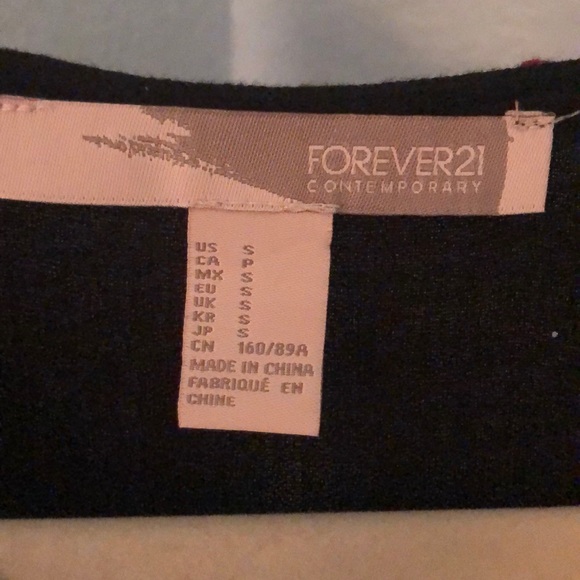 FOREVER21
CONTEMPORARY
US S
CA P
MX S
EU S
UK S
KR S
JP S
CN 160/89A
MADE IN CHINA
FABRIQUÉ EN
CHINE